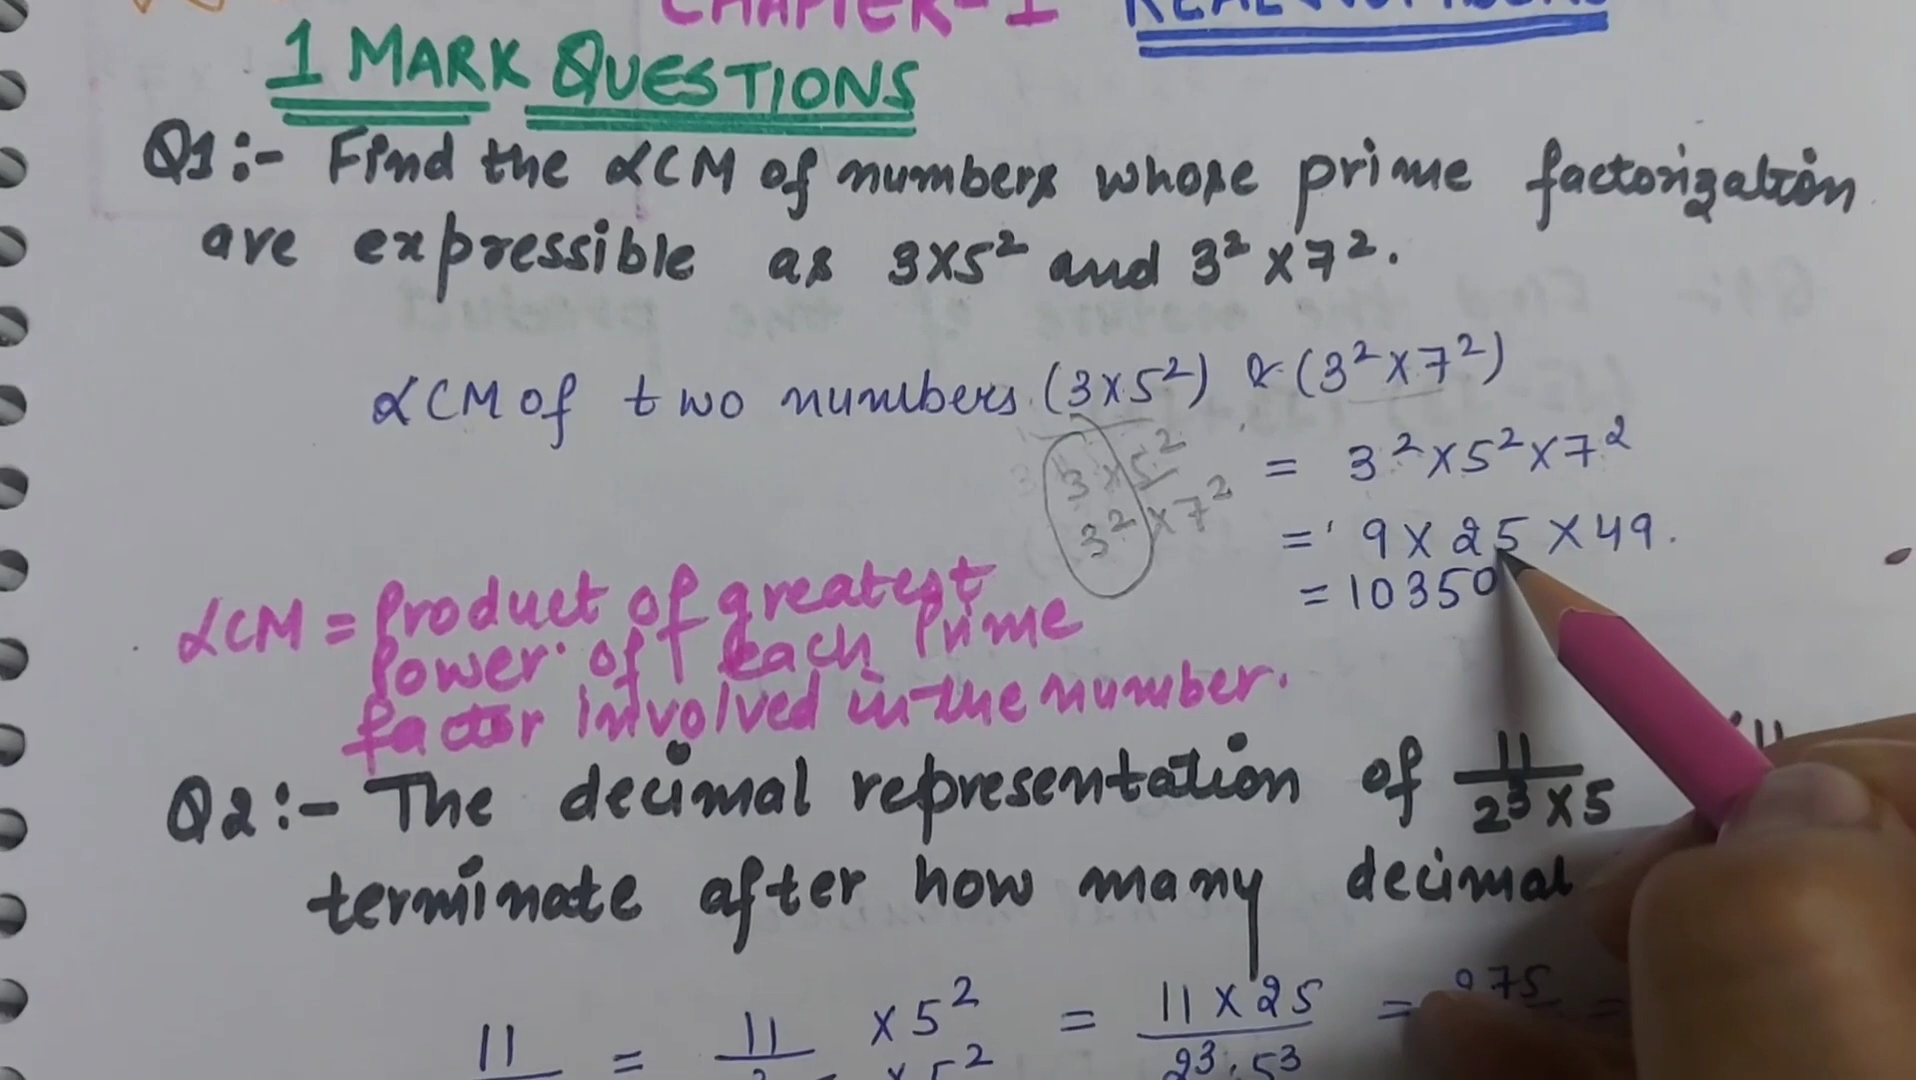 CHAPTER-1 REAL NUMBERS
1 MARK QUESTIONS
Q1:- Find the LCM of numbers whose prime factorization
are expressible as 3×5² and 3²×7².
LCM of two numbers (3×5²) & (3²×7²)
3×5²
3²×7²
= 3²×5²×7²
= 9×25×49.
= 10350
LCM = Product of greatest
Power of each Prime
factor involved in the number.
Q2:- The decimal representation of 11/2³×5
terminate after how many decimal
11 = 11 ×5² = 11×25 = 275 =
×5² 2³.5³